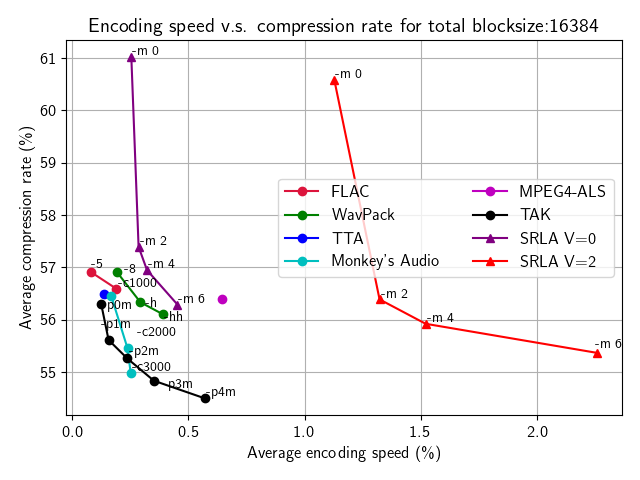 Encoding speed v.s. compression rate for total blocksize:16384
Average compression rate (%)
61
60
59
58
57
56
55
-m 0
-m 0
FLAC
WavPack
TTA
Monkey's Audio
MPEG4-ALS
TAK
SRLA V=0
SRLA V=2
-m 2
-5
-8
-m 4
-c1000
-m 2
-p0m
-h
-m 6
-hh
-m 4
-p1m
-c2000
-p2m
-m 6
-c3000
-p3m
-p4m
0.0
0.5
1.0
1.5
2.0
Average encoding speed (%)